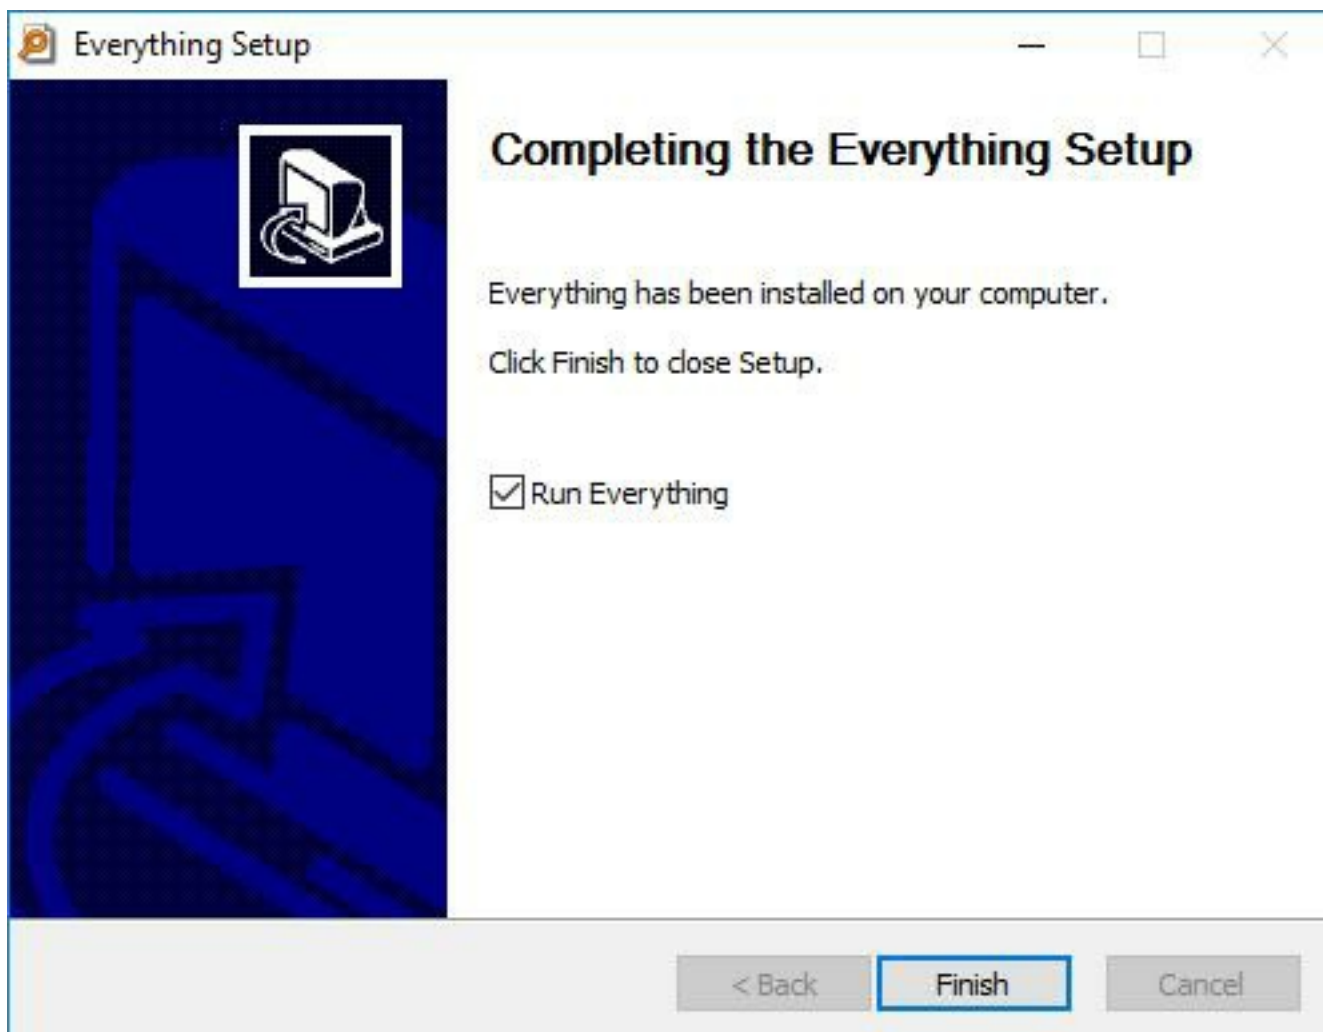 Everything Setup
Completing the Everything Setup
Everything has been installed on your computer.
Click Finish to close Setup.
Run Everything
< Back
Finish
Cancel